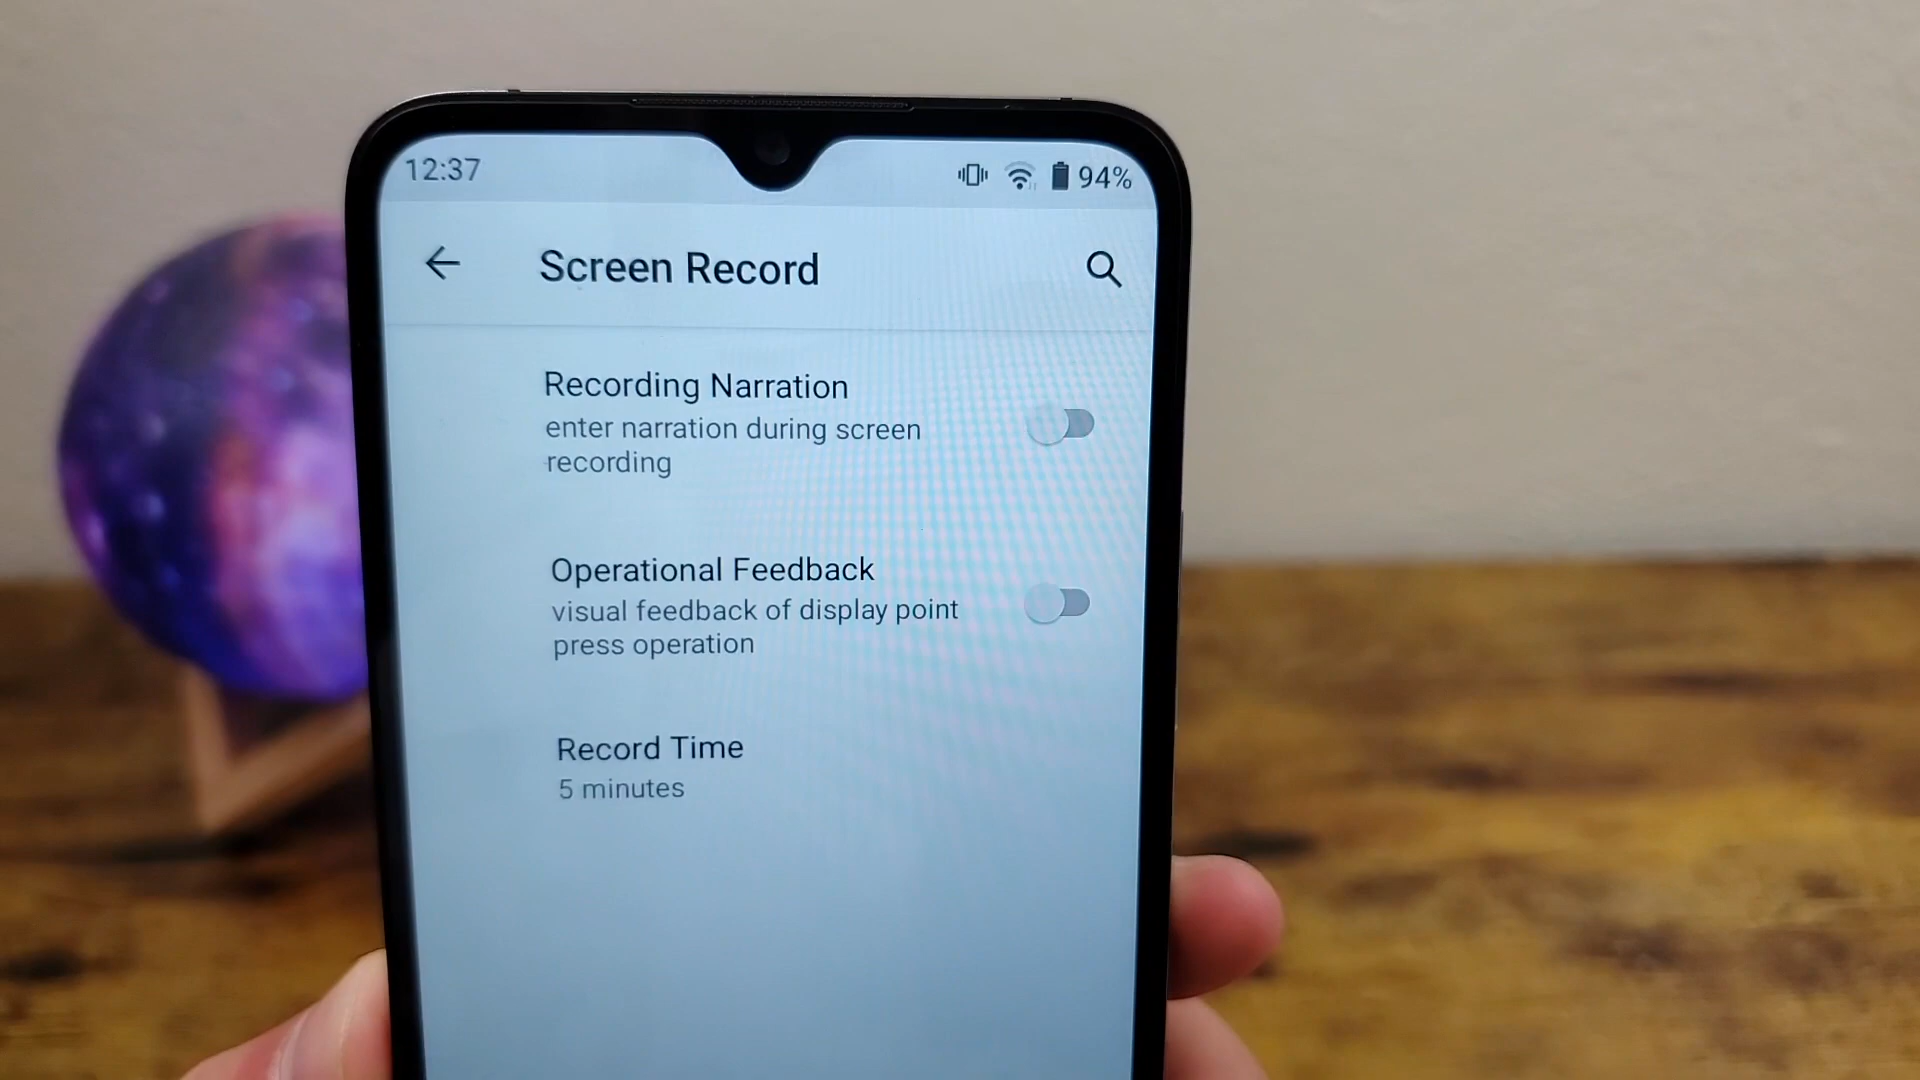 12:37
94%
Screen Record
Recording Narration
enter narration during screen
recording
Operational Feedback
visual feedback of display point
press operation
Record Time
5 minutes